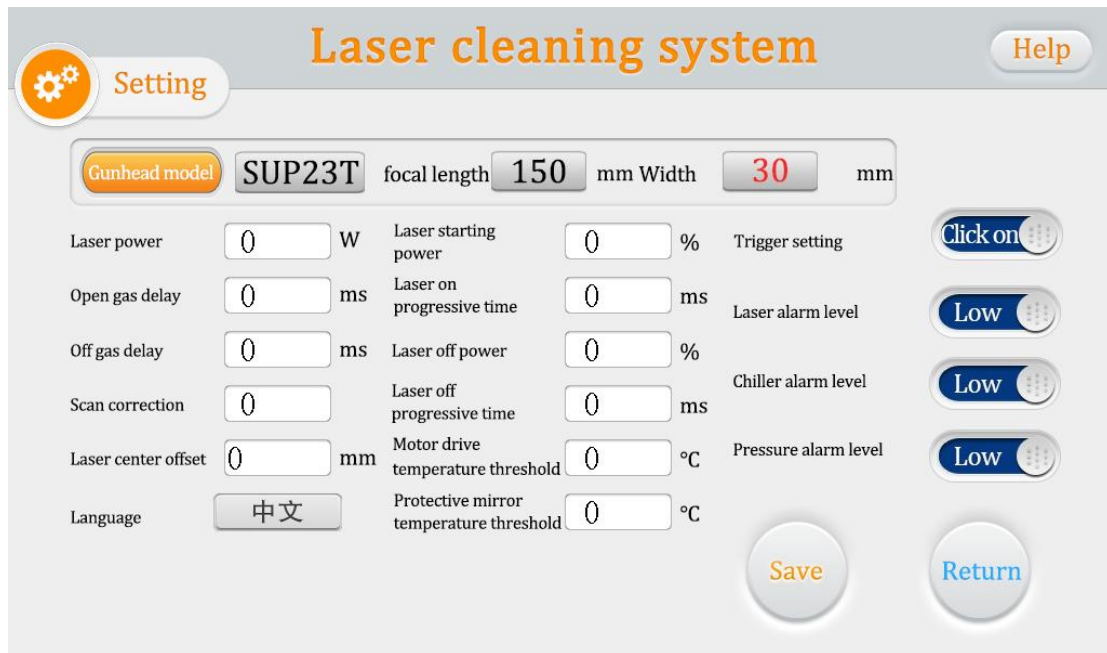 Laser cleaning system
Help
Setting
Gunhead model SUP23T focal length 150 mm Width 30 mm
Laser power 0 W
Laser starting
power 0 %
Trigger setting Click on
Open gas delay 0 ms
Laser on
progressive time 0 ms
Laser alarm level Low
Off gas delay 0 ms
Laser off power 0 %
Chiller alarm level Low
Scan correction 0
Laser off
progressive time 0 ms
Laser center offset 0 mm
Motor drive
temperature threshold 0 °C
Pressure alarm level Low
Language 中文
Protective mirror
temperature threshold 0 °C
Save
Return